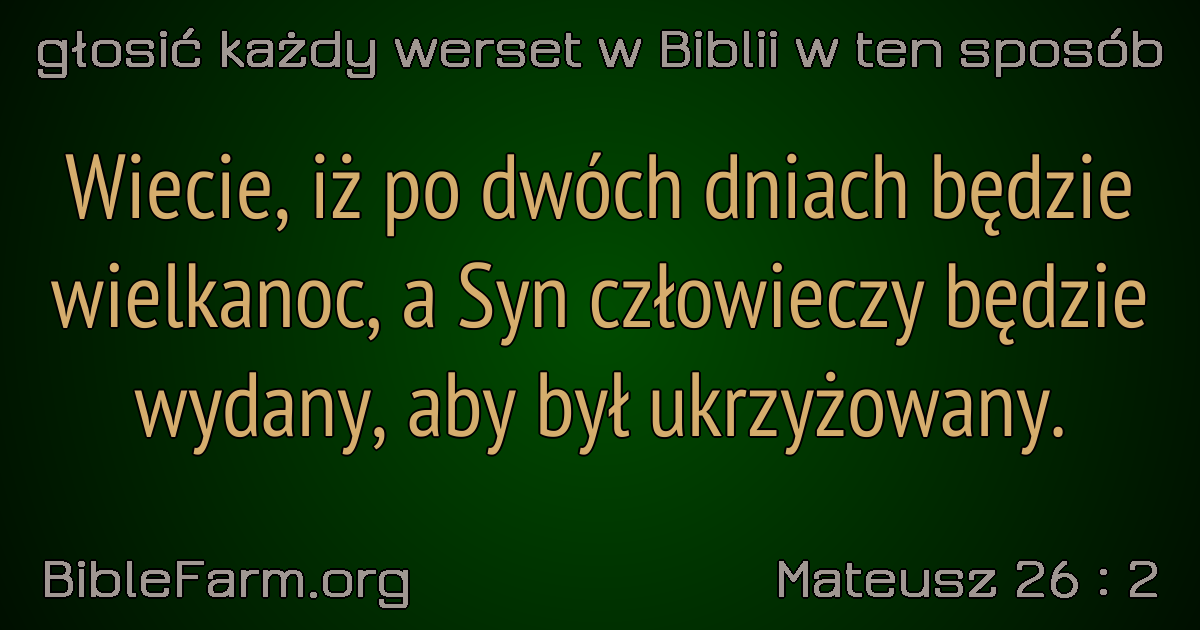 głosić każdy werset w Biblii w ten sposób
Wiecie, iż po dwóch dniach będzie
wielkanoc, a Syn człowieczy będzie
wydany, aby był ukrzyżowany.
BibleFarm.org
Mateusz 26 : 2